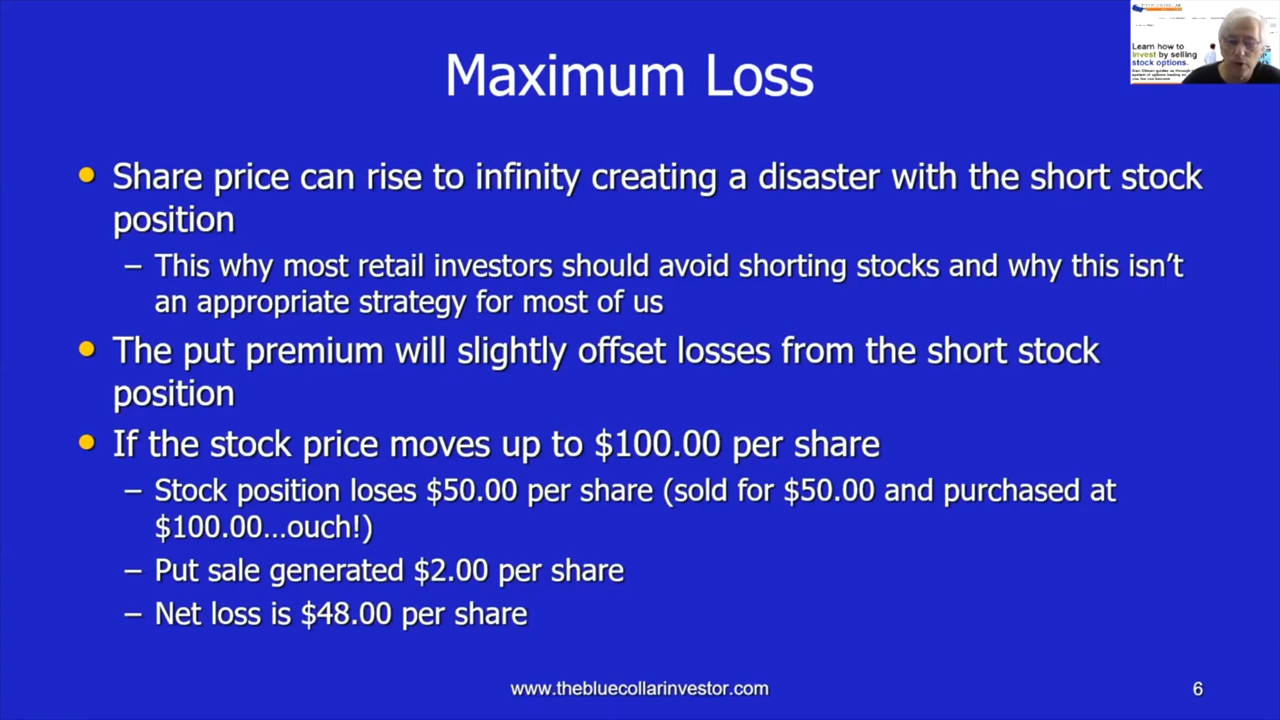 Maximum Loss
Learn how to
invest by selling
stock options.
Share price can rise to infinity creating a disaster with the short stock
position
– This why most retail investors should avoid shorting stocks and why this isn’t
an appropriate strategy for most of us
The put premium will slightly offset losses from the short stock
position
If the stock price moves up to $100.00 per share
– Stock position loses $50.00 per share (sold for $50.00 and purchased at
$100.00…ouch!)
– Put sale generated $2.00 per share
– Net loss is $48.00 per share
www.thebluecollarinvestor.com
6